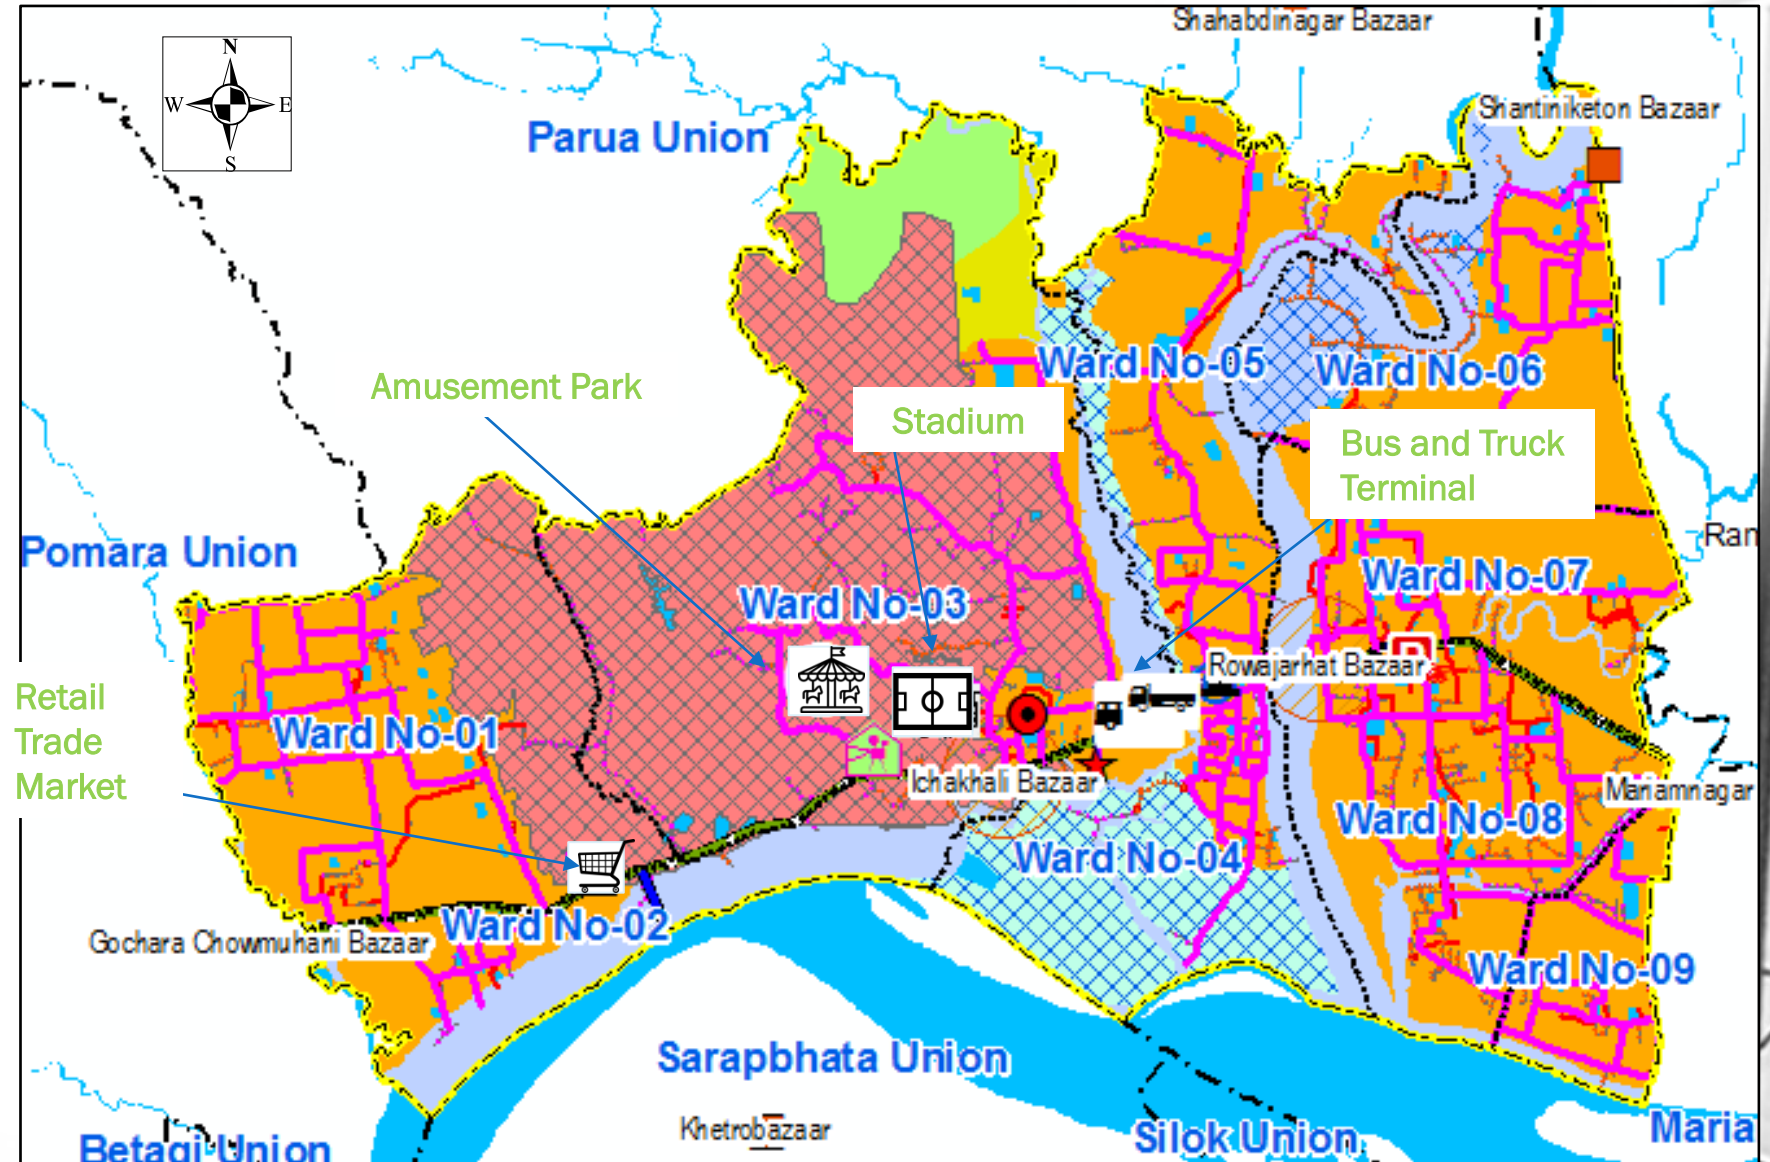 Shahabdinagar Bazaar
N
W E
S
Shantiniketon Bazaar
Parua Union
Ward No-05
Ward No-06
Amusement Park
Stadium
Bus and Truck
Terminal
Pomara Union
Ran
Ward No-07
Ward No-03
Rowajarhat Bazaar
Retail
Trade
Market
Ward No-01
Ichakhali Bazaar
Mariamnagar
Ward No-08
Ward No-04
Ward No-02
Gochara Chowmuhani Bazaar
Ward No-09
Sarapbhata Union
Khetrobazaar
Silok Union
Maria
Betagi Union